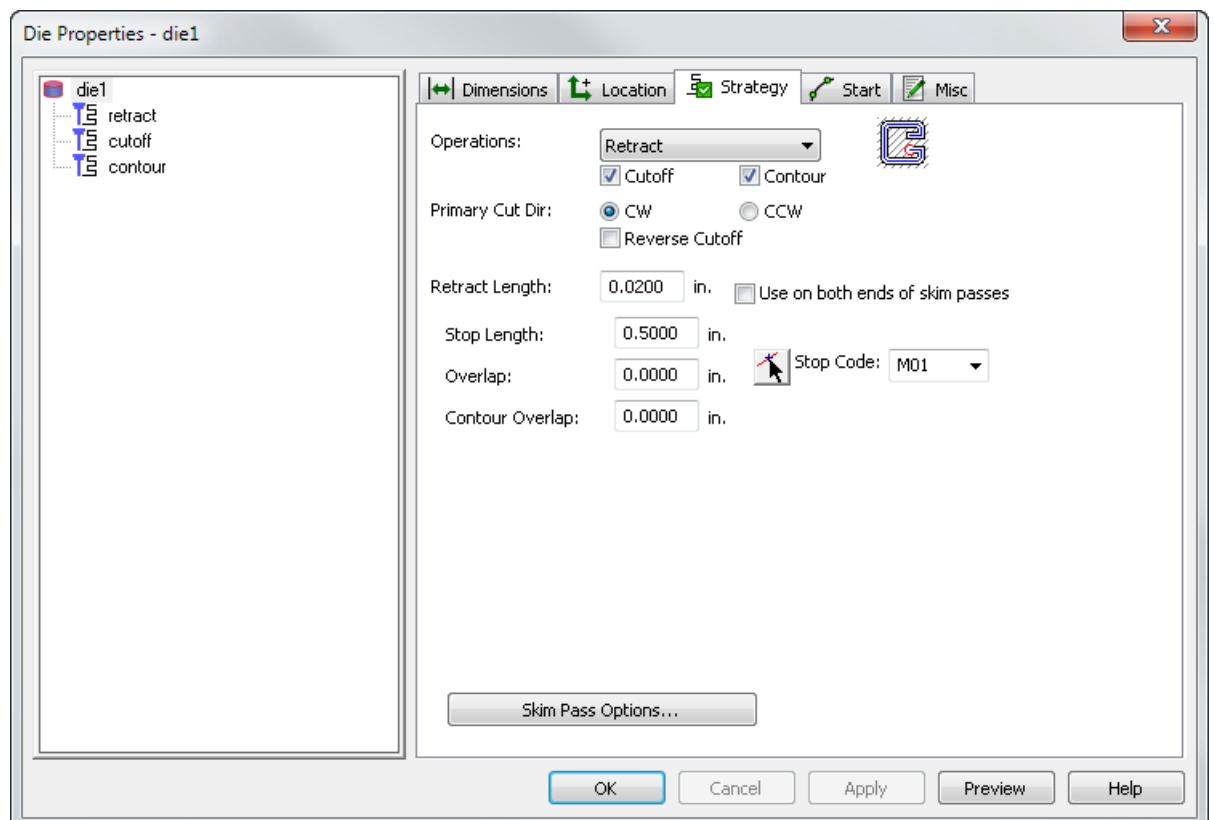 Die Properties - die1
die1
retract
cutoff
contour
Dimensions Location Strategy Start Misc
Operations: Retract
Cutoff Contour
Primary Cut Dir: CW CCW
Reverse Cutoff
Retract Length: 0.0200 in. Use on both ends of skim passes
Stop Length: 0.5000 in.
Overlap: 0.0000 in. Stop Code: M01
Contour Overlap: 0.0000 in.
Skim Pass Options...
OK Cancel Apply Preview Help